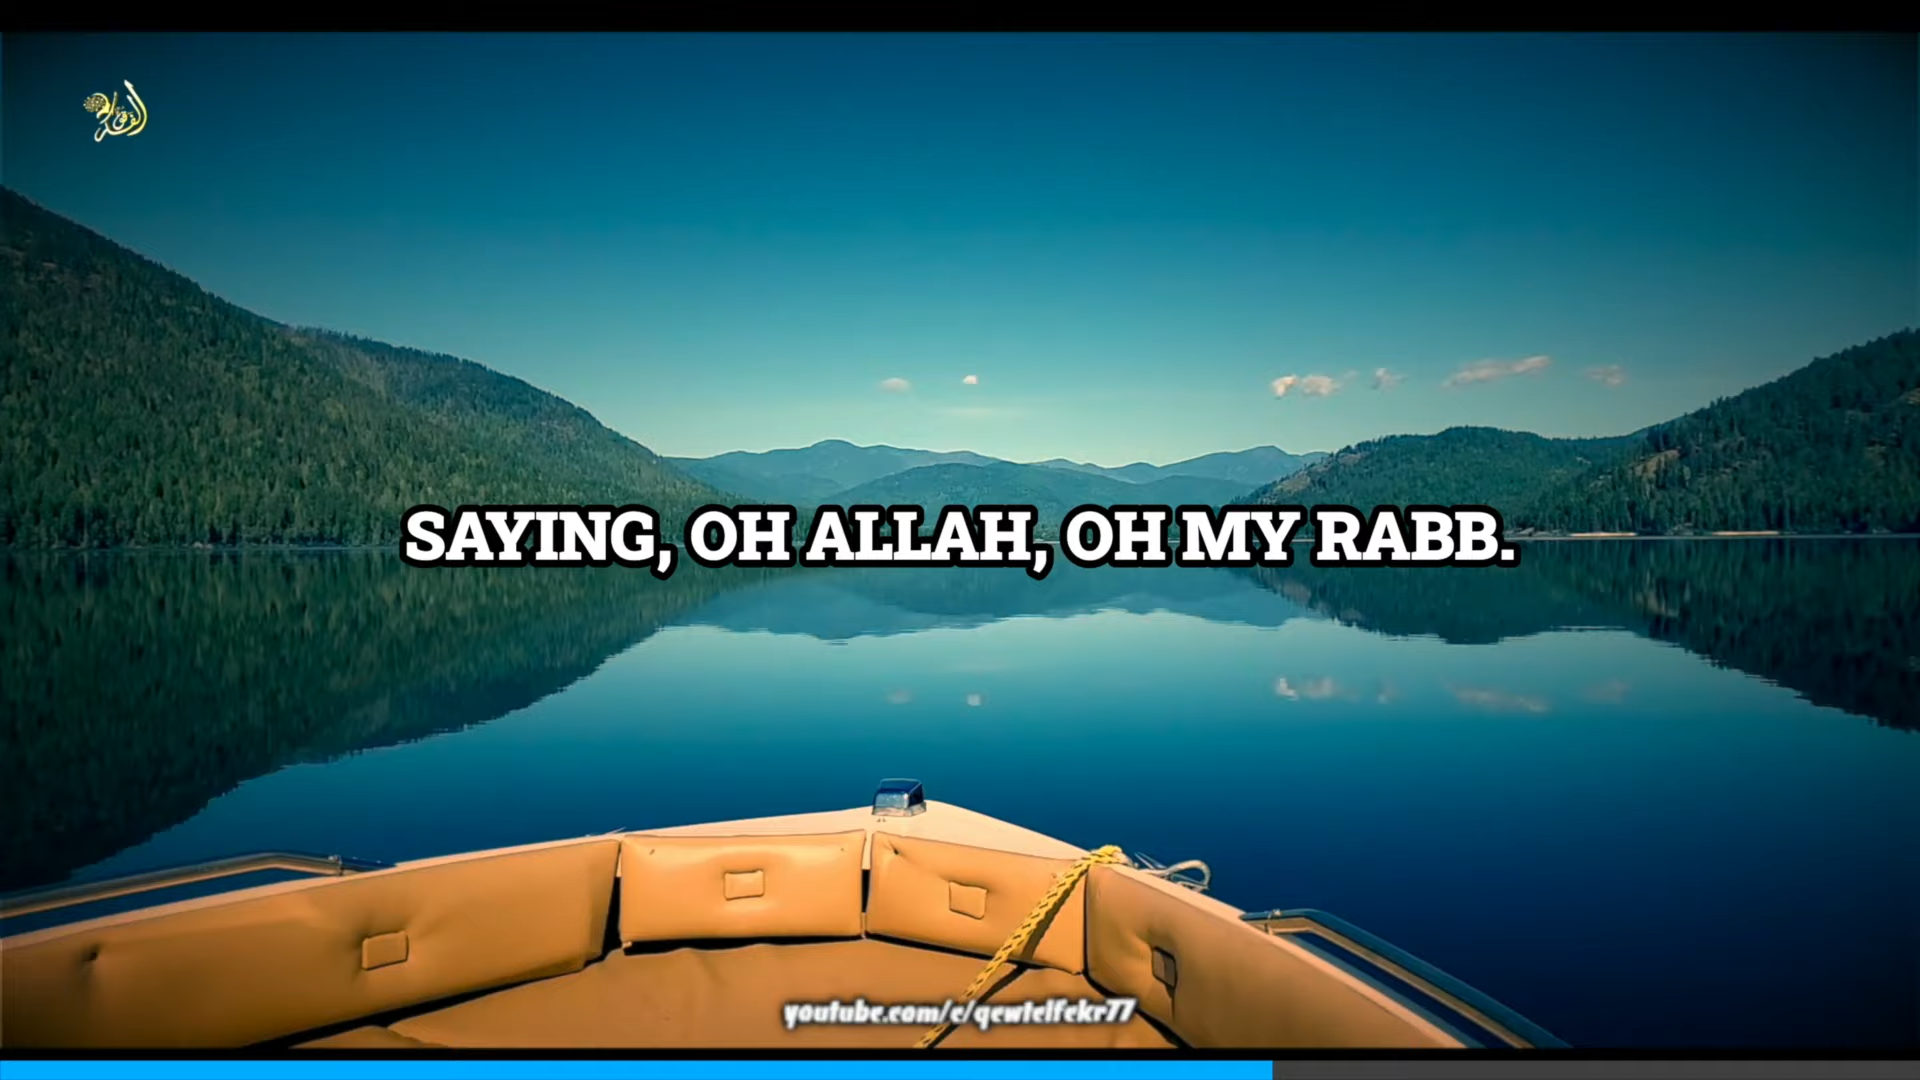 SAYING, OH ALLAH, OH MY RABB.
youtube.com/c/qewtelfekr77